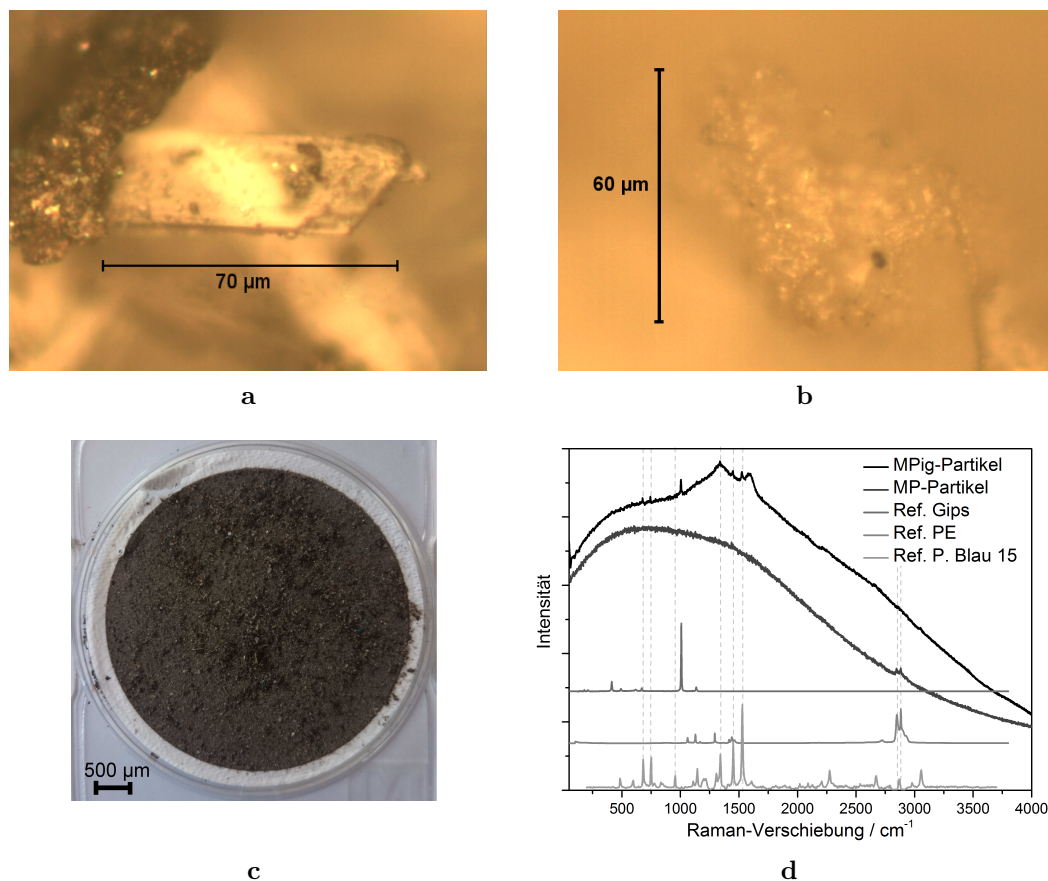 70 µm
a
60 µm
b
500 µm
c
MPig-Partikel
MP-Partikel
Ref. Gips
Ref. PE
Ref. P. Blau 15
Intensität
500 1000 1500 2000 2500 3000 3500 4000
Raman-Verschiebung / cm⁻¹
d